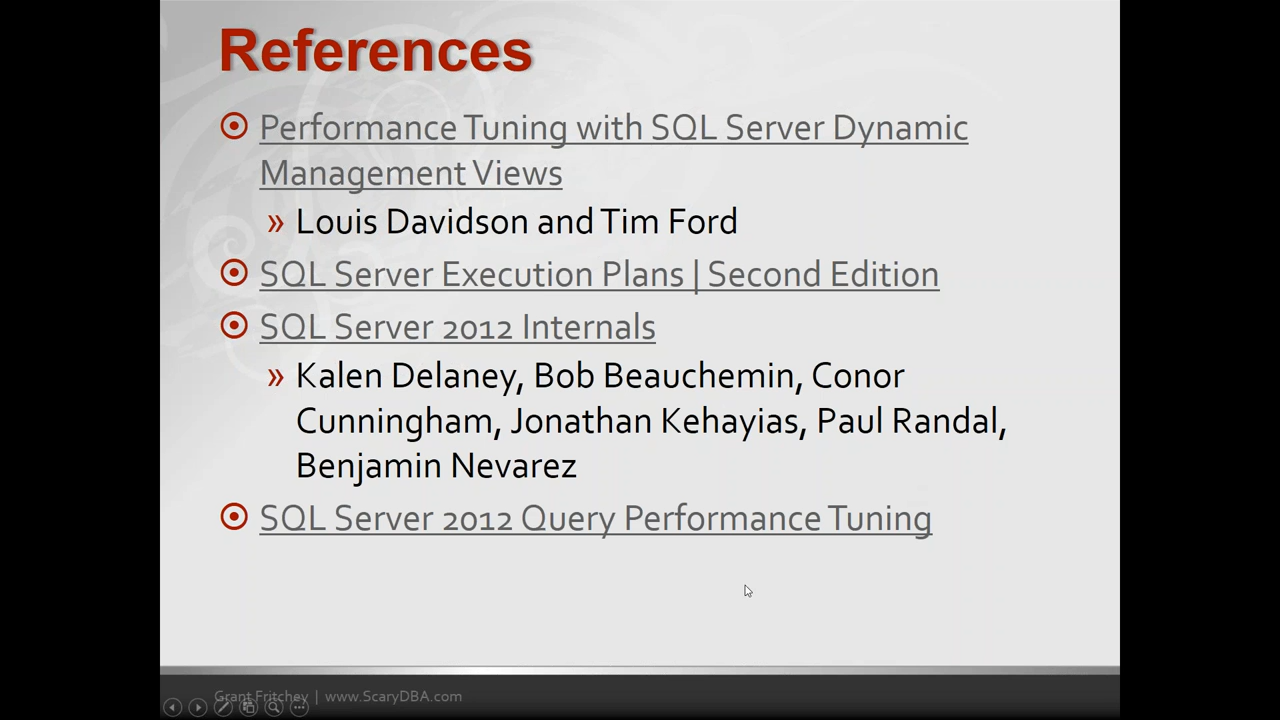 References
Performance Tuning with SQL Server Dynamic
Management Views
» Louis Davidson and Tim Ford
SQL Server Execution Plans | Second Edition
SQL Server 2012 Internals
» Kalen Delaney, Bob Beauchemin, Conor
Cunningham, Jonathan Kehayias, Paul Randal,
Benjamin Nevarez
SQL Server 2012 Query Performance Tuning
Grant Fritchey | www.ScaryDBA.com